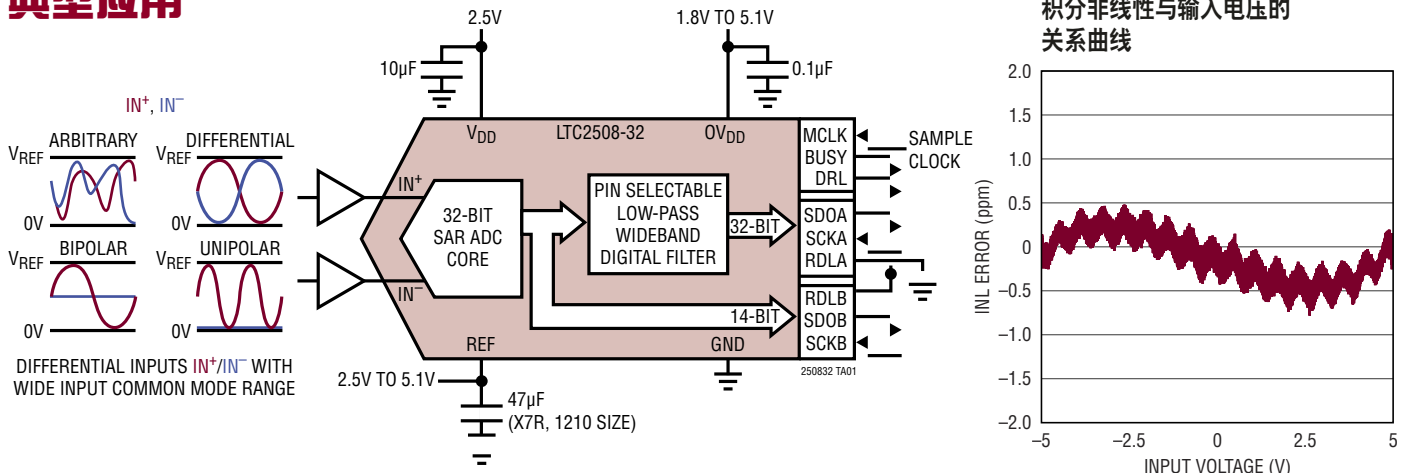 典型应用
2.5V
1.8V TO 5.1V
10µF
0.1µF
IN+, IN−
ARBITRARY
VREF
0V
DIFFERENTIAL
VREF
0V
BIPOLAR
VREF
0V
UNIPOLAR
VREF
0V
DIFFERENTIAL INPUTS IN+/IN− WITH
WIDE INPUT COMMON MODE RANGE
VDD
LTC2508-32
OVDD
IN+
IN−
32-BIT
SAR ADC
CORE
PIN SELECTABLE
LOW-PASS
WIDEBAND
DIGITAL FILTER
32-BIT
14-BIT
REF
GND
MCLK
BUSY
DRL
SDOA
SCKA
RDLA
RDLB
SDOB
SCKB
SAMPLE
CLOCK
250832 TA01
2.5V TO 5.1V
47µF
(X7R, 1210 SIZE)
积分非线性与输入电压的
关系曲线
2.0
1.5
1.0
0.5
0
−0.5
−1.0
−1.5
−2.0
INL ERROR (ppm)
−5
−2.5
0
2.5
5
INPUT VOLTAGE (V)